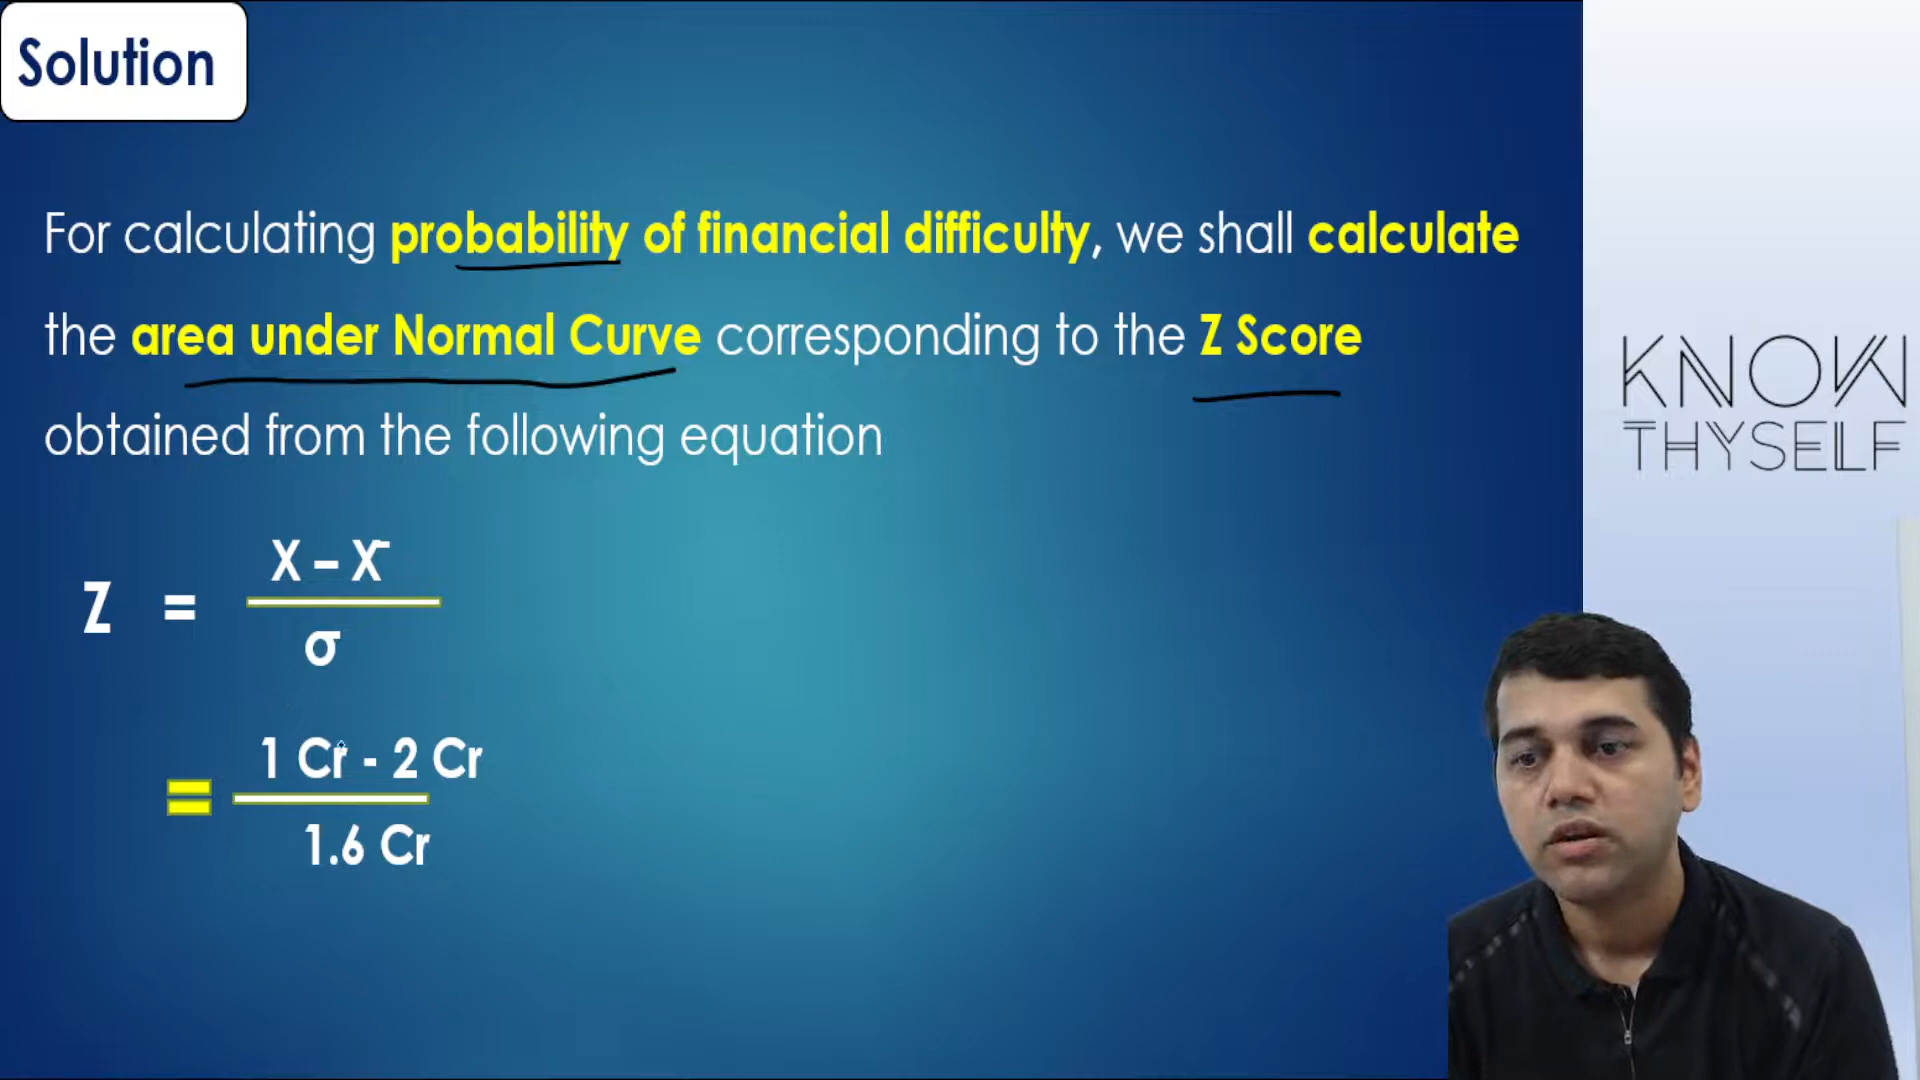 Solution
For calculating probability of financial difficulty, we shall calculate
the area under Normal Curve corresponding to the Z Score
obtained from the following equation
Z = X – X̄
σ
= 1 Cr - 2 Cr
1.6 Cr
KNOW
THYSELF